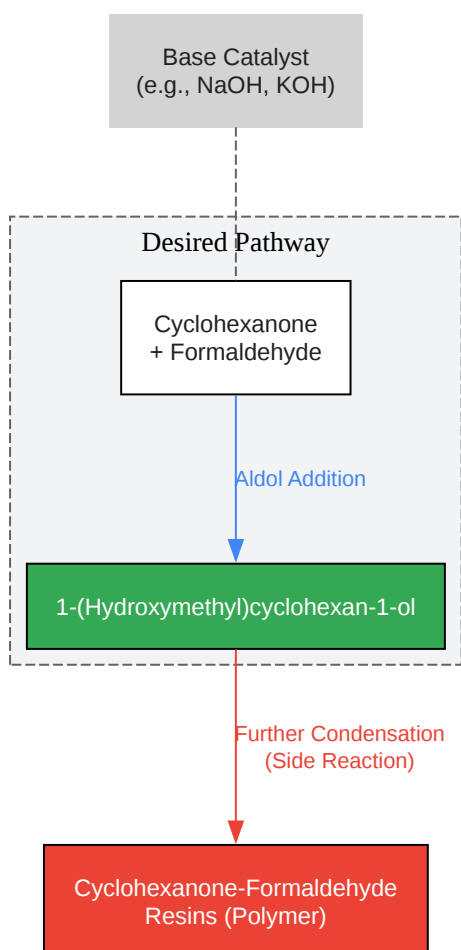 Base Catalyst
(e.g., NaOH, KOH)
Desired Pathway
Cyclohexanone
+ Formaldehyde
Aldol Addition
1-(Hydroxymethyl)cyclohexan-1-ol
Further Condensation
(Side Reaction)
Cyclohexanone-Formaldehyde
Resins (Polymer)